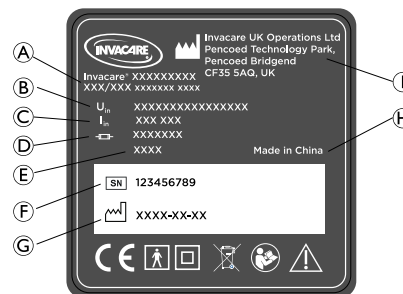 INVACARE
Invacare UK Operations Ltd
Pencoed Technology Park,
Pencoed Bridgend
CF35 5AQ, UK
A
Invacare® XXXXXXXXX
XXX/XXX XXXXXXX XXXX
B
Uin XXXXXXXXXXXXXXXX
C
Iin XXX XXX
D
XXXXXXX
E
XXXX
Made in China
H
F
SN 123456789
G
XXXX-XX-XX
CE